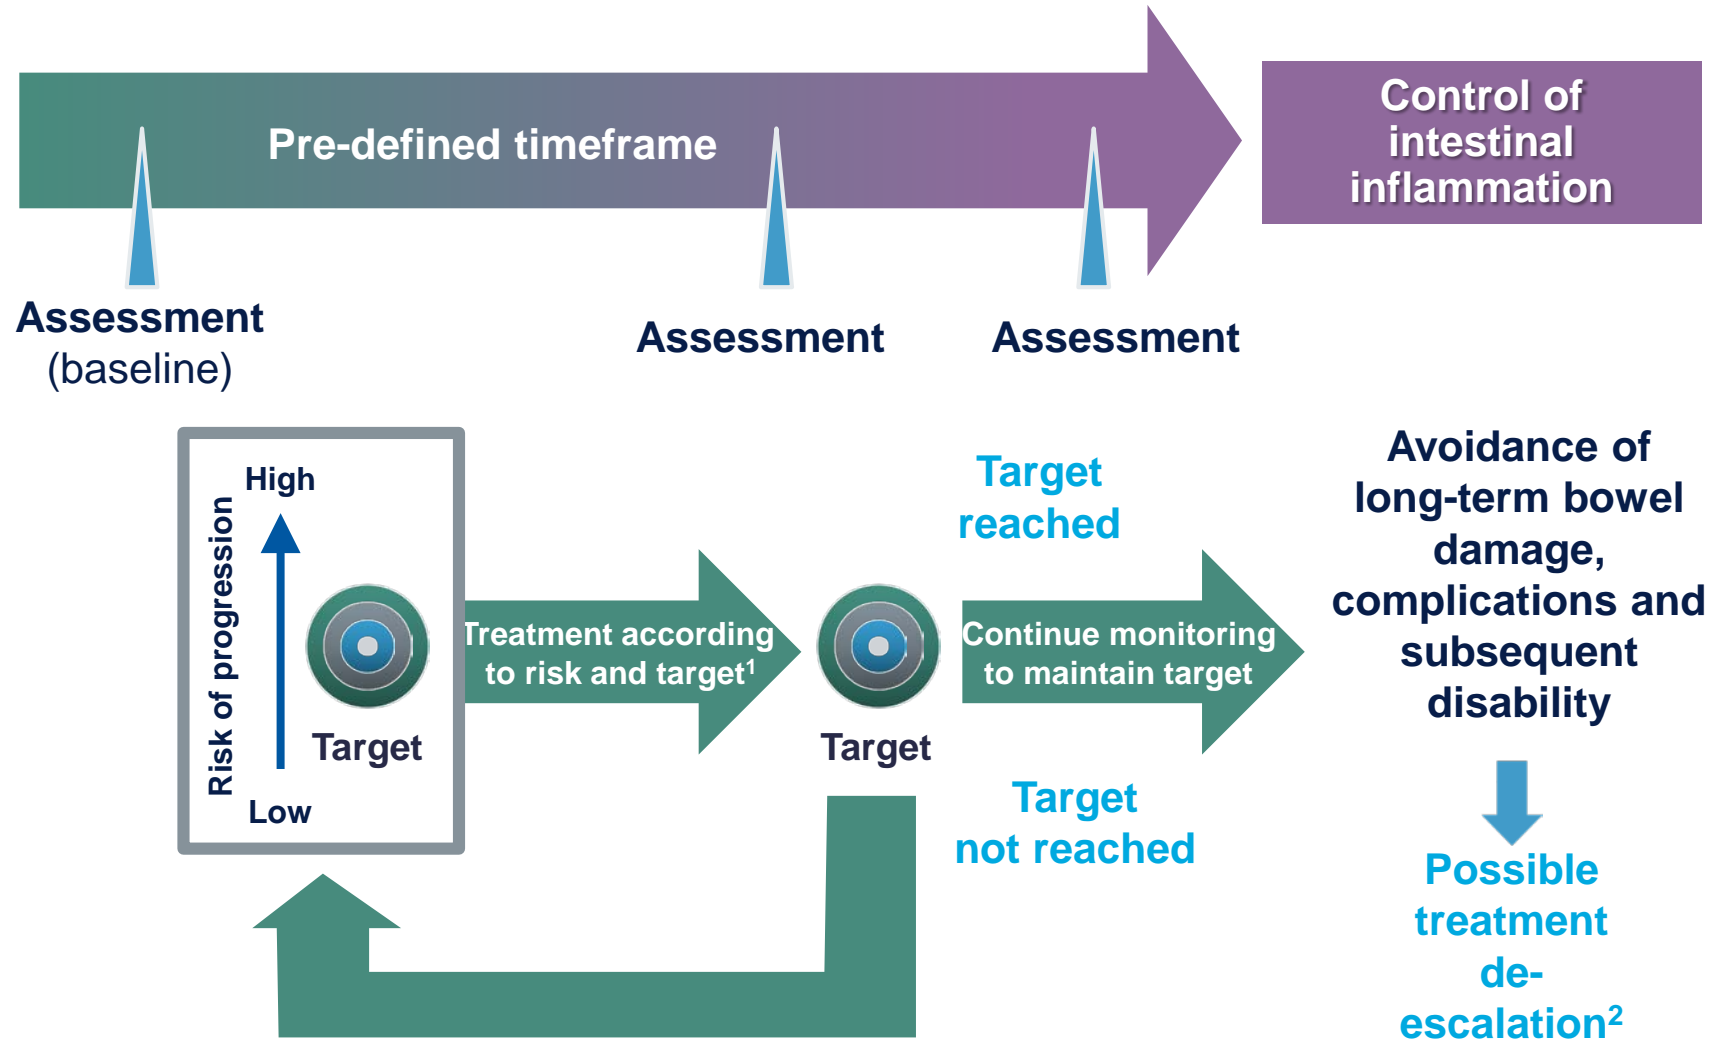 Pre-defined timeframe
Control of
intestinal
inflammation
Assessment
(baseline)
Assessment
Assessment
Risk of progression
High
Low
Target
Treatment according
to risk and target¹
Target
Target
reached
Continue monitoring
to maintain target
Target
not reached
Avoidance of
long-term bowel
damage,
complications and
subsequent
disability
Possible
treatment
de-
escalation²